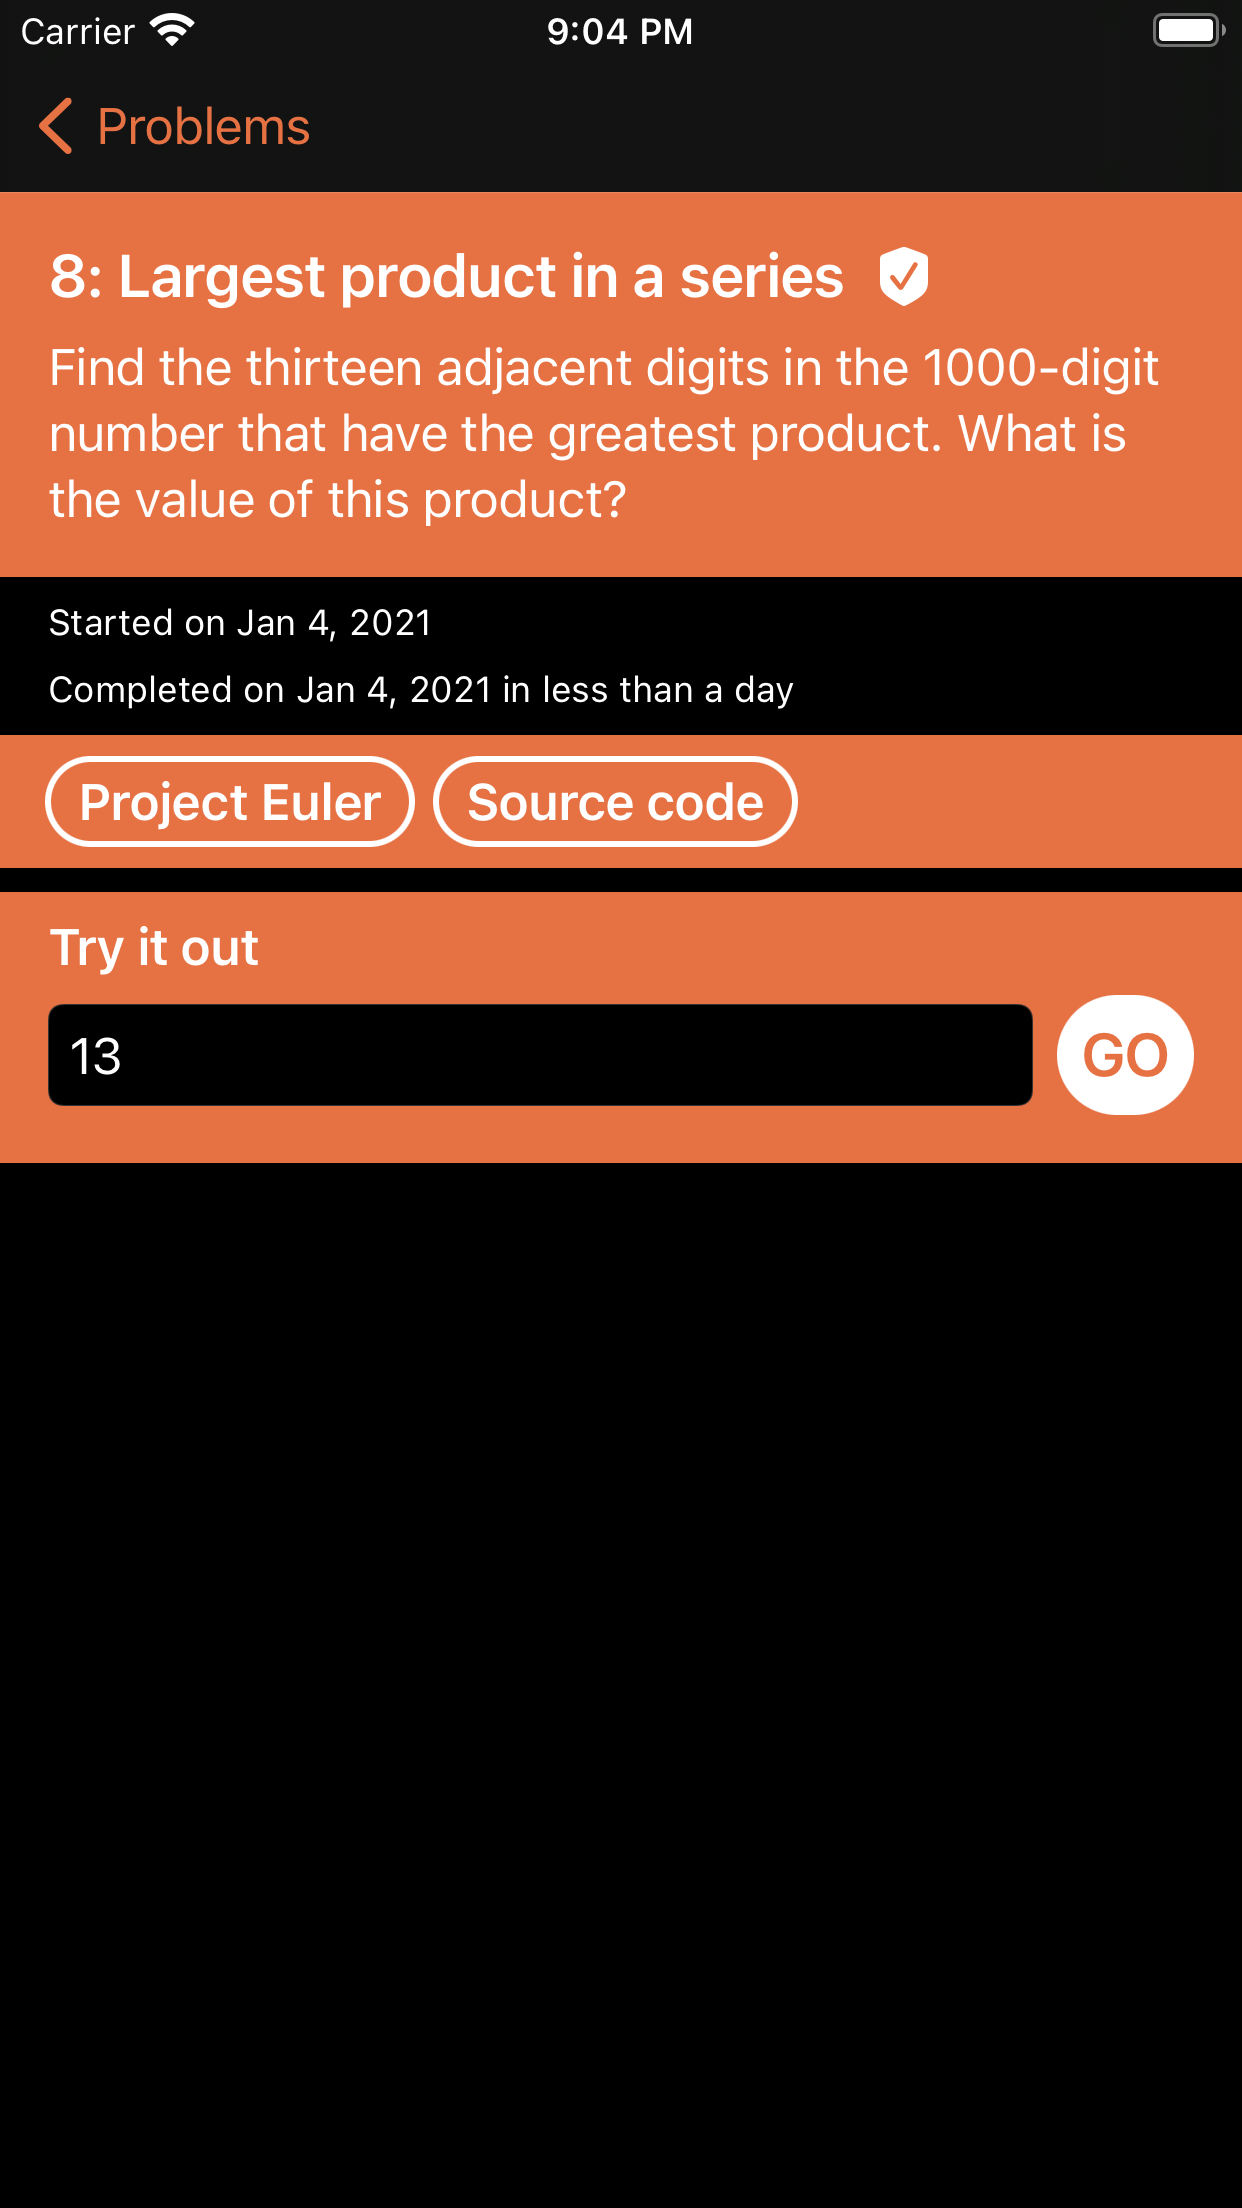 Carrier
9:04 PM
Problems
8: Largest product in a series
Find the thirteen adjacent digits in the 1000-digit
number that have the greatest product. What is
the value of this product?
Started on Jan 4, 2021
Completed on Jan 4, 2021 in less than a day
Project Euler
Source code
Try it out
13
GO